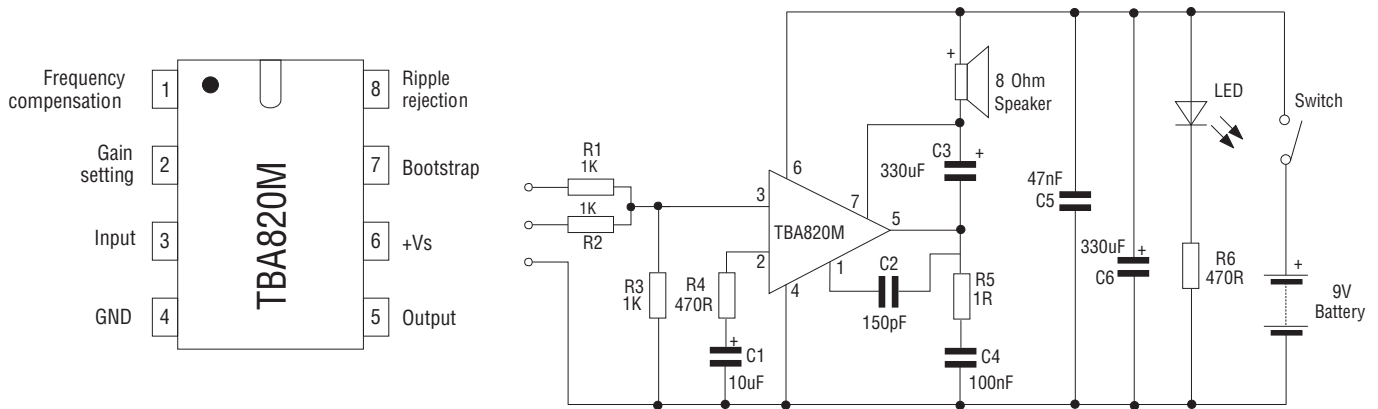 Frequency
compensation
1
8
Ripple
rejection
Gain
setting
2
7
Bootstrap
Input
3
6
+Vs
GND
4
5
Output
TBA820M
R1
1K
1K
R2
R3
1K
R4
470R
+
C1
10uF
3
2
6
7
TBA820M
5
1
4
C2
150pF
+
8 Ohm
Speaker
C3
+
330uF
R5
1R
C4
100nF
47nF
C5
330uF
C6
+
LED
R6
470R
Switch
+
9V
Battery